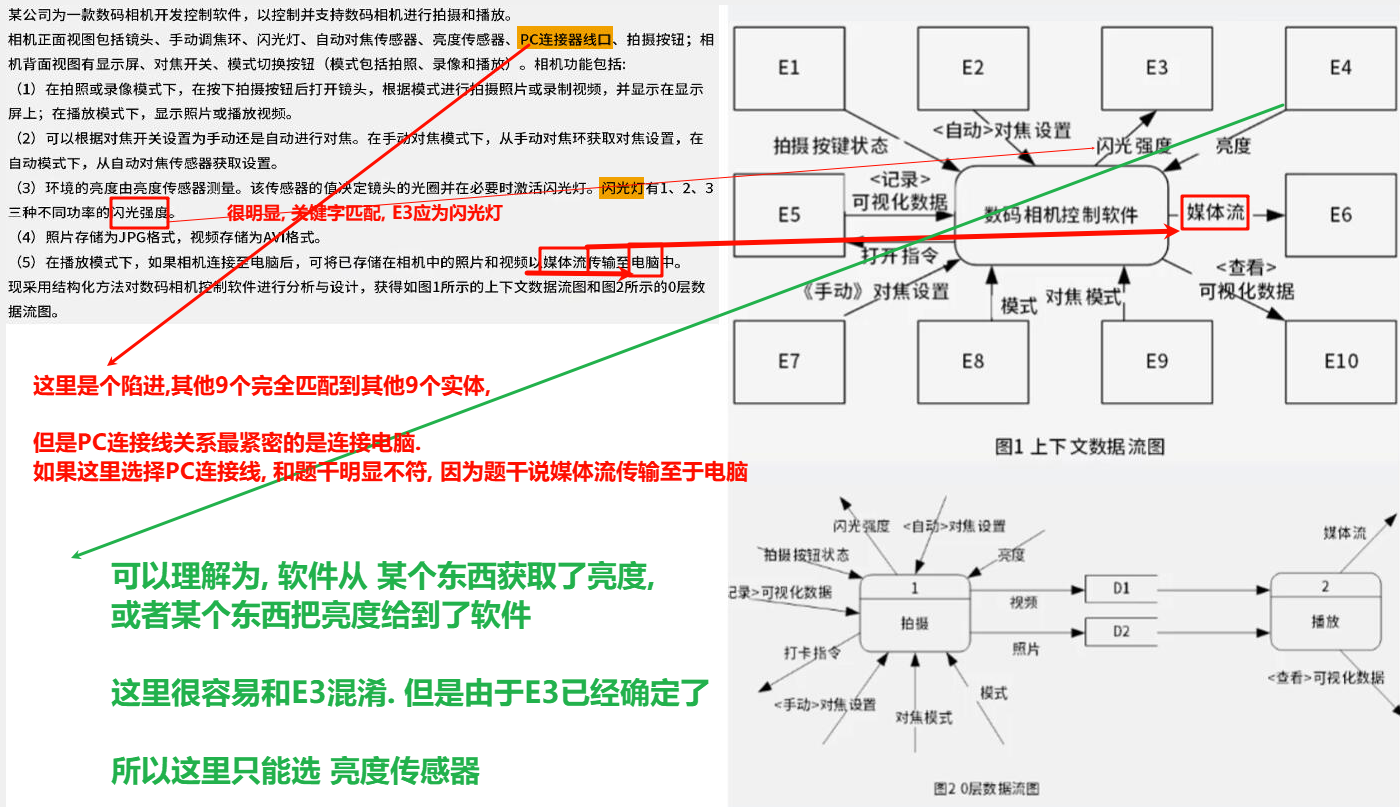 某公司为一款数码相机开发控制软件，以控制并支持数码相机进行拍摄和播放。
相机正面视图包括镜头、手动调焦环、闪光灯、自动对焦传感器、亮度传感器、PC连接器线口、拍摄按钮；相
机背面视图有显示屏、对焦开关、模式切换按钮（模式包括拍照、录像和播放）。相机功能包括:
（1）在拍照或录像模式下，在按下拍摄按钮后打开镜头，根据模式进行拍摄照片或录制视频，并显示在显示
屏上；在播放模式下，显示照片或播放视频。
（2）可以根据对焦开关设置为手动还是自动进行对焦。在手动对焦模式下，从手动对焦环获取对焦设置，在
自动模式下，从自动对焦传感器获取设置。
（3）环境的亮度由亮度传感器测量。该传感器的值决定镜头的光圈并在必要时激活闪光灯。闪光灯有1、2、3
三种不同功率的闪光强度。
很明显, 关键字匹配, E3应为闪光灯
（4）照片存储为JPG格式，视频存储为AVI格式。
（5）在播放模式下，如果相机连接至电脑后，可将已存储在相机中的照片和视频以媒体流传输至电脑中。
现采用结构化方法对数码相机控制软件进行分析与设计，获得如图1所示的上下文数据流图和图2所示的0层数
据流图。
这里是个陷进,其他9个完全匹配到其他9个实体,
但是PC连接线关系最紧密的是连接电脑.
如果这里选择PC连接线, 和题干明显不符, 因为题干说媒体流传输至于电脑
可以理解为, 软件从 某个东西获取了亮度,
或者某个东西把亮度给到了软件
这里很容易和E3混淆. 但是由于E3已经确定了
所以这里只能选 亮度传感器
E1
E2
E3
E4
拍摄按键状态
<自动>对焦设置
闪光强度
亮度
E5
<记录>
可视化数据
数码相机控制软件
媒体流
E6
打开指令
《手动》对焦设置
模式
对焦模式
<查看>
可视化数据
E7
E8
E9
E10
图1 上下文数据流图
闪光强度
<自动>对焦设置
拍摄按钮状态
亮度
记录>可视化数据
1
拍摄
打卡指令
<手动>对焦设置
对焦模式
模式
视频
D1
照片
D2
媒体流
2
播放
<查看>可视化数据
图2 0层数据流图